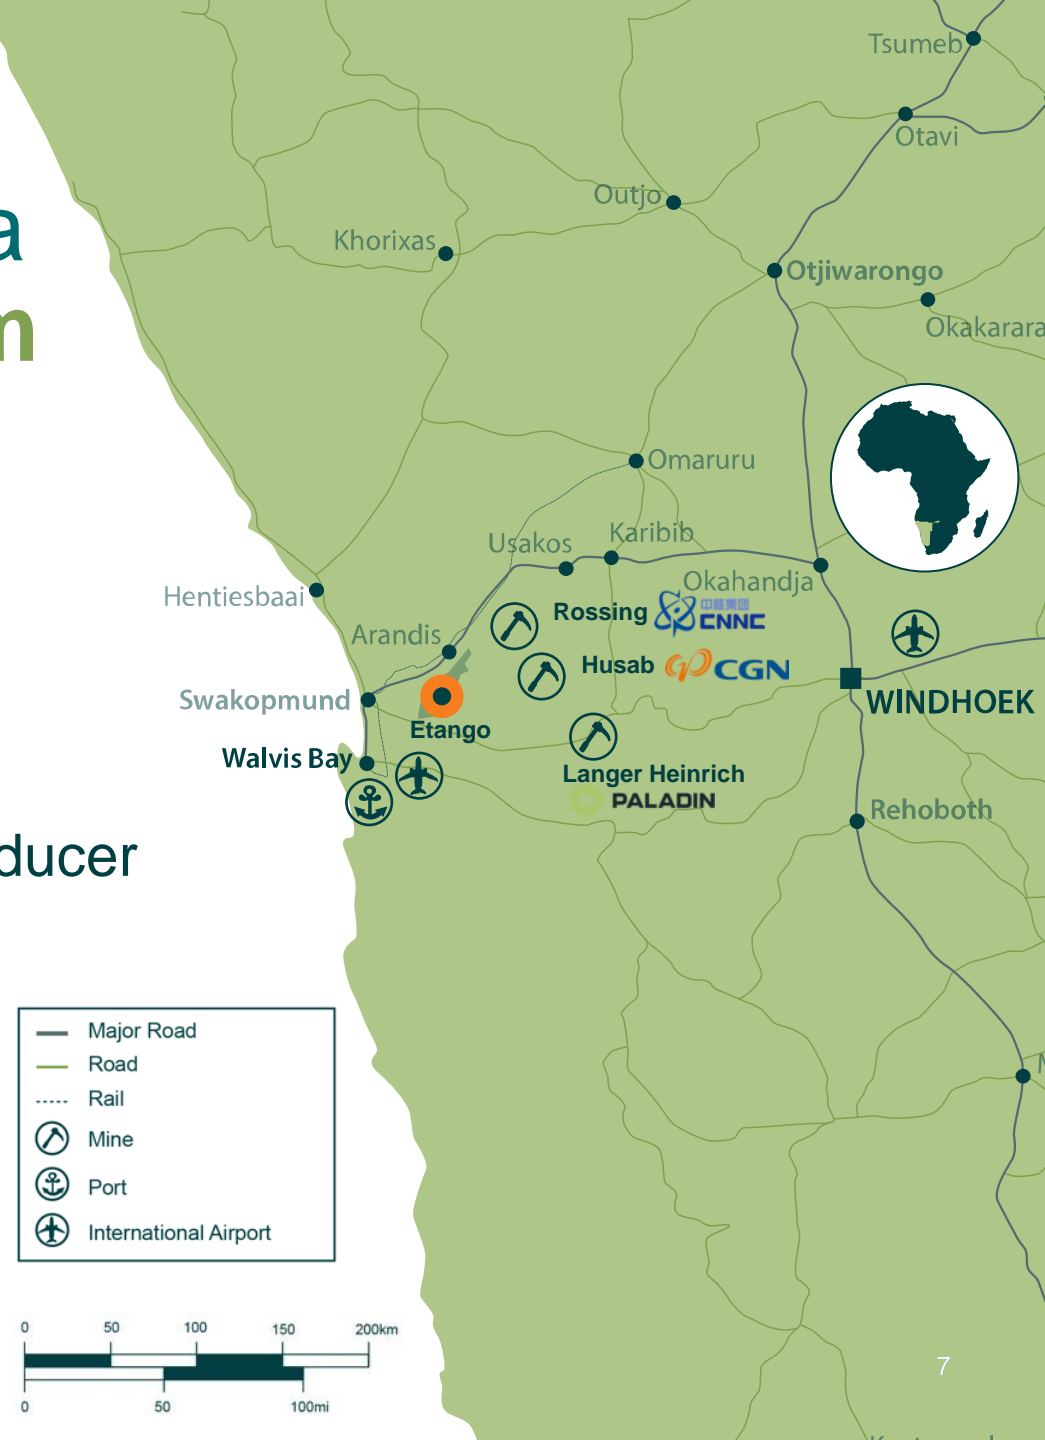 Tsumeb
Otavi
a
Outjo
Khorixas
Otjiwarongo
m
Okakarara
Omaruru
Karibib
Usakos
Okahandja
Hentiesbaai
Rossing
中核集团
CNNC
Arandis
Husab
CGN
Swakopmund
WINDHOEK
Etango
Walvis Bay
Langer Heinrich
PALADIN
Rehoboth
ducer
Major Road
Road
Rail
Mine
Port
International Airport
0 50 100 150 200km
0 50 100mi
7